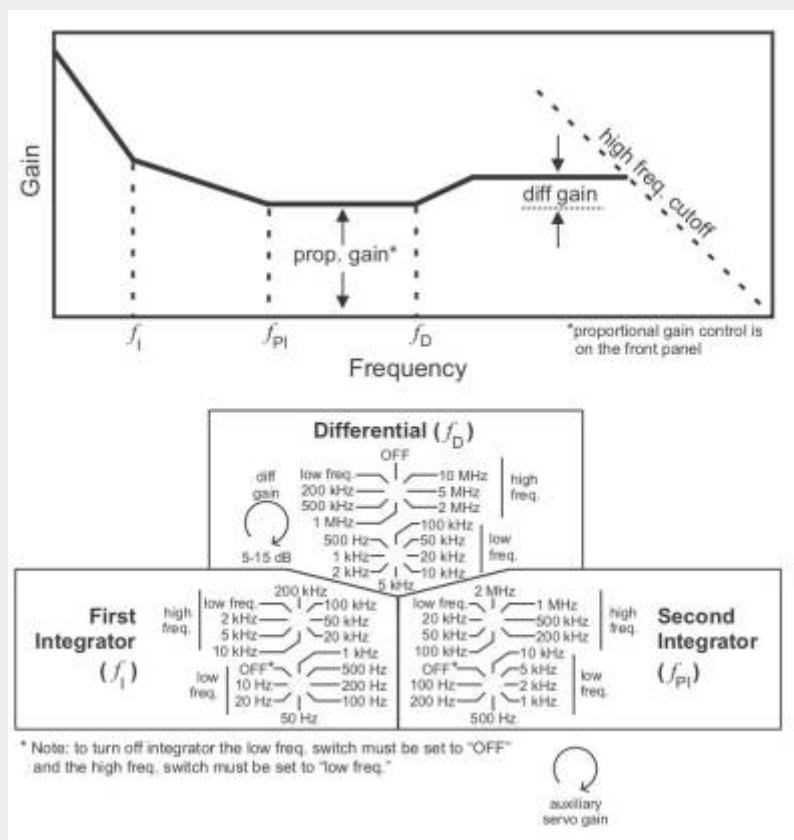 Gain
high freq. cutoff
diff gain
prop. gain*
f_I
f_PI
f_D
*proportional gain control is
on the front panel
Frequency
Differential (f_D)
OFF
diff
gain
5-15 dB
low freq.
10 MHz
200 kHz
5 MHz
500 kHz
2 MHz
1 MHz
high
freq.
100 kHz
500 Hz
50 kHz
1 kHz
20 kHz
2 kHz
10 kHz
5 kHz
low
freq.
First
Integrator
(f_I)
high
freq.
200 kHz
low freq.
100 kHz
2 kHz
50 kHz
5 kHz
20 kHz
10 kHz
low
freq.
1 kHz
OFF*
500 Hz
10 Hz
200 Hz
20 Hz
100 Hz
50 Hz
2 MHz
low freq.
1 MHz
20 kHz
500 kHz
50 kHz
200 kHz
100 kHz
high
freq.
10 kHz
OFF*
5 kHz
100 Hz
2 kHz
200 Hz
1 kHz
500 Hz
low
freq.
Second
Integrator
(f_PI)
* Note: to turn off integrator the low freq. switch must be set to “OFF”
and the high freq. switch must be set to “low freq.”
auxiliary
servo gain